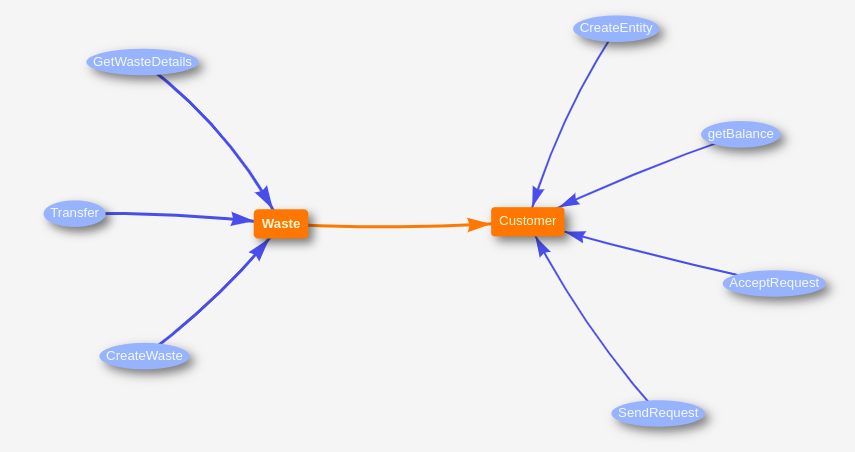 CreateEntity
GetWasteDetails
getBalance
Transfer
Waste
Customer
AcceptRequest
CreateWaste
SendRequest